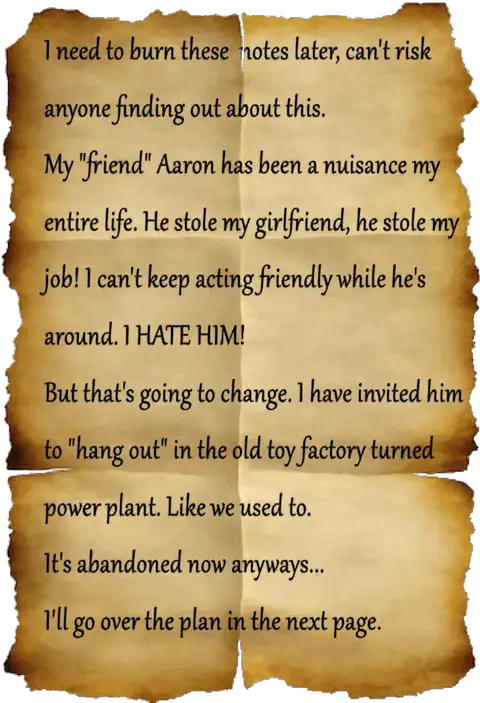 I need to burn these notes later, can't risk
anyone finding out about this.
My "friend" Aaron has been a nuisance my
entire life. He stole my girlfriend, he stole my
job! I can't keep acting friendly while he's
around. I HATE HIM!
But that's going to change. I have invited him
to "hang out" in the old toy factory turned
power plant. Like we used to.
It's abandoned now anyways...
I'll go over the plan in the next page.